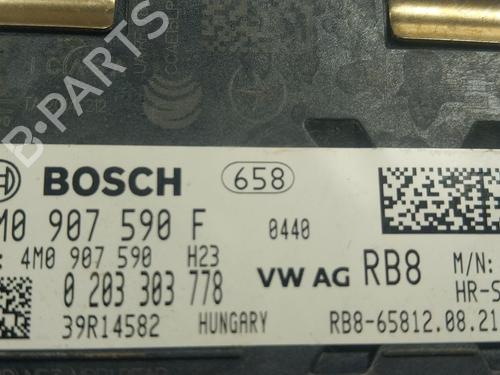 BOSCH 658
M0 907 590 F 0440
: 4M0 907 590 H23 VW AG RB8 M/N:
0 203 303 778 HR-S
39R14582 HUNGARY RB8-65812.08.21